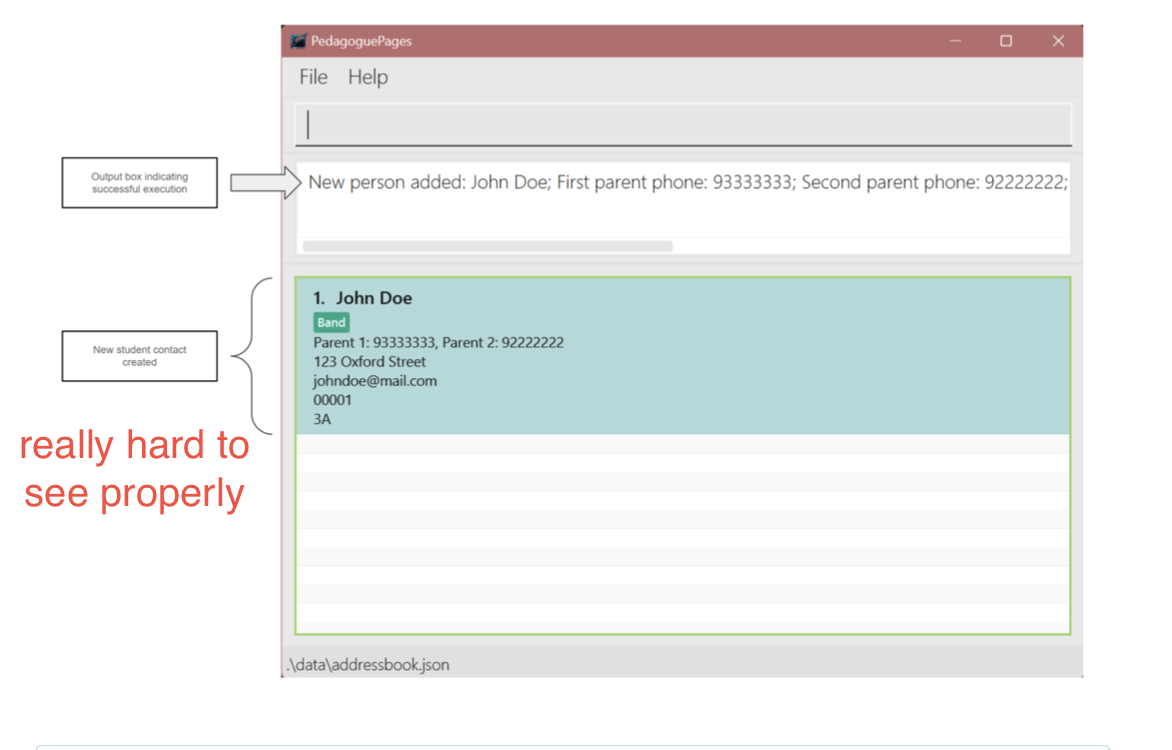 PedagoguePages
File Help
Output box indicating
successful execution
New person added: John Doe; First parent phone: 93333333; Second parent phone: 92222222;
1. John Doe
Band
Parent 1: 93333333, Parent 2: 92222222
123 Oxford Street
johndoe@mail.com
00001
3A
New student contact
created
really hard to
see properly
.\data\addressbook.json